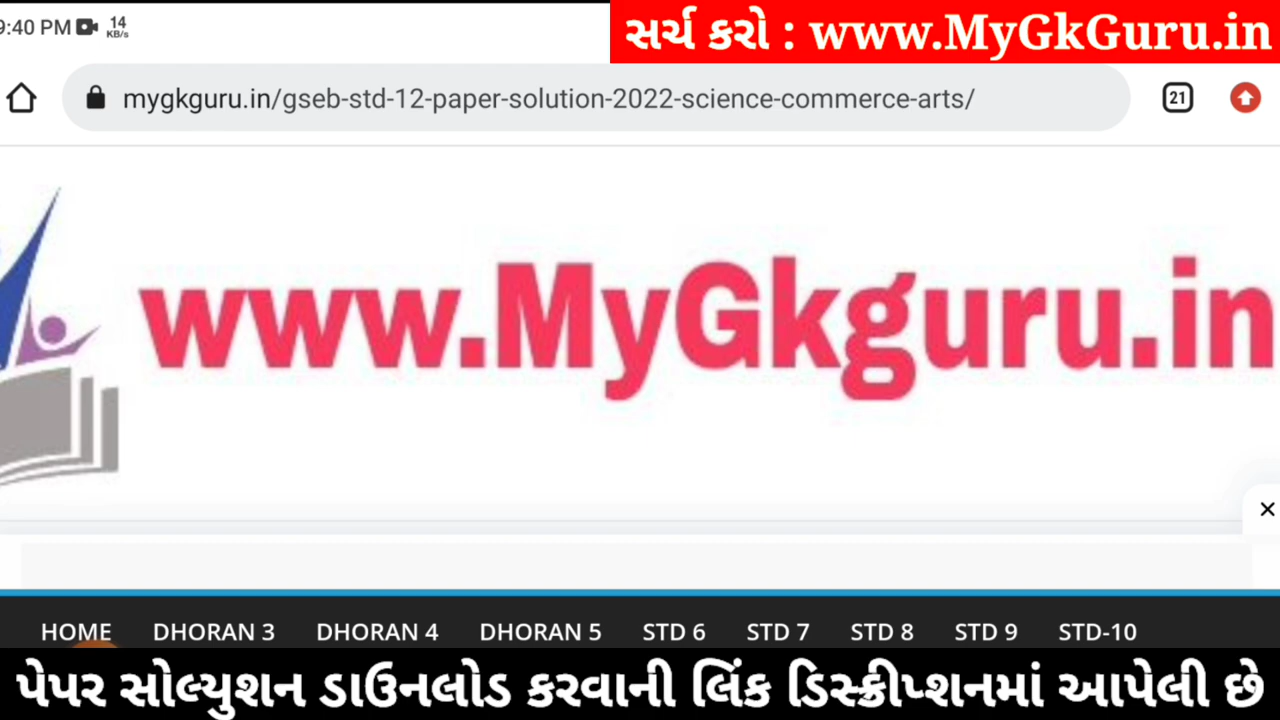 9:40 PM 14 KB/s
સર્ચ કરો : www.MyGkGuru.in
mygkguru.in/gseb-std-12-paper-solution-2022-science-commerce-arts/
21
www.MyGkguru.in
×
HOME DHORAN 3 DHORAN 4 DHORAN 5 STD 6 STD 7 STD 8 STD 9 STD-10
પેપર સોલ્યુશન ડાઉનલોડ કરવાની લિંક ડિસ્ક્રીપ્શનમાં આપેલી છે